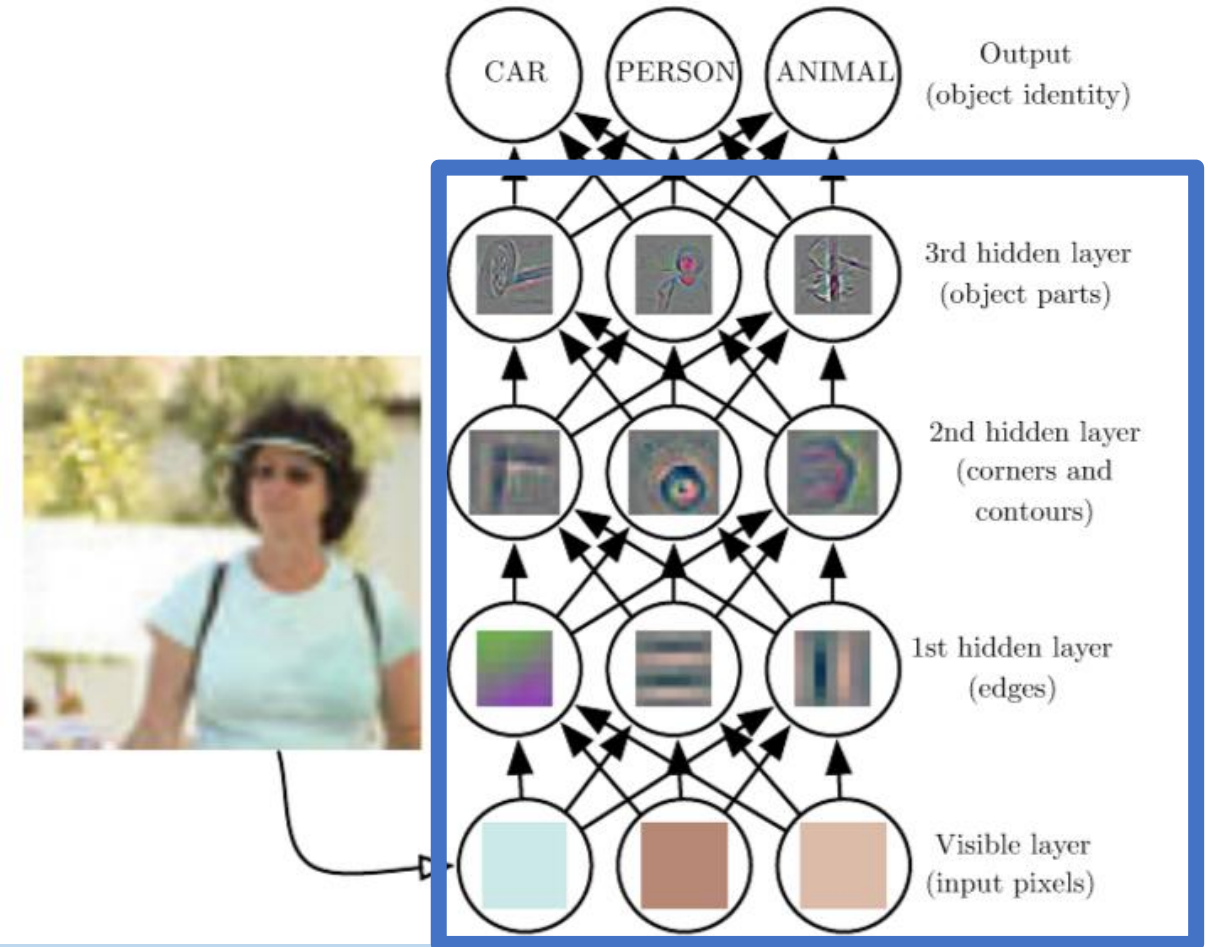 CAR
PERSON
ANIMAL
Output
(object identity)
3rd hidden layer
(object parts)
2nd hidden layer
(corners and
contours)
1st hidden layer
(edges)
Visible layer
(input pixels)